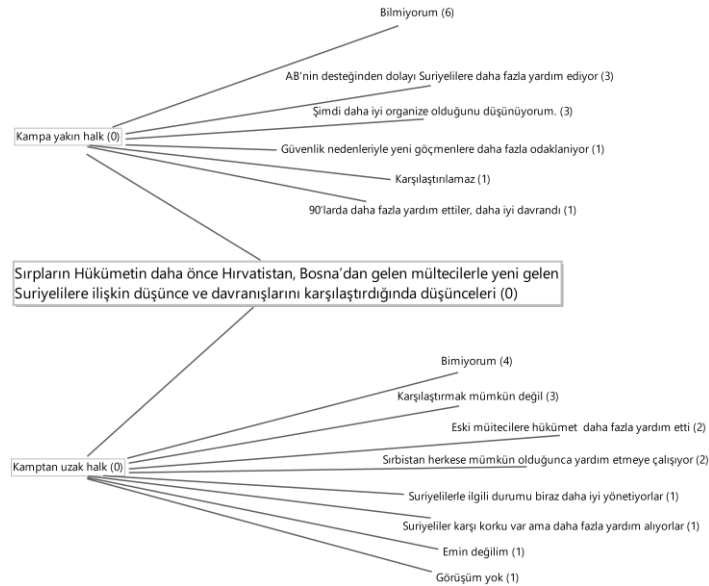 Bilmiyorum (6)
AB'nin desteğinden dolayı Suriyelilere daha fazla yardım ediyor (3)
Şimdi daha iyi organize olduğunu düşünüyorum. (3)
Kampa yakın halk (0)
Güvenlik nedenleriyle yeni göçmenlere daha fazla odaklanıyor (1)
Karşılaştırılamaz (1)
90'larda daha fazla yardım ettiler, daha iyi davrandı (1)
Sırpların Hükümetin daha önce Hırvatistan, Bosna'dan gelen mültecilerle yeni gelen
Suriyelilere ilişkin düşünce ve davranışlarını karşılaştırdığında düşünceleri (0)
Bimiyorum (4)
Karşılaştırmak mümkün değil (3)
Eski müitecilere hükümet daha fazla yardım etti (2)
Sırbistan herkese mümkün olduğunca yardım etmeye çalışıyor (2)
Kamptan uzak halk (0)
Suriyelilerle ilgili durumu biraz daha iyi yönetiyorlar (1)
Suriyeliler karşı korku var ama daha fazla yardım alıyorlar (1)
Emin değilim (1)
Görüşüm yok (1)